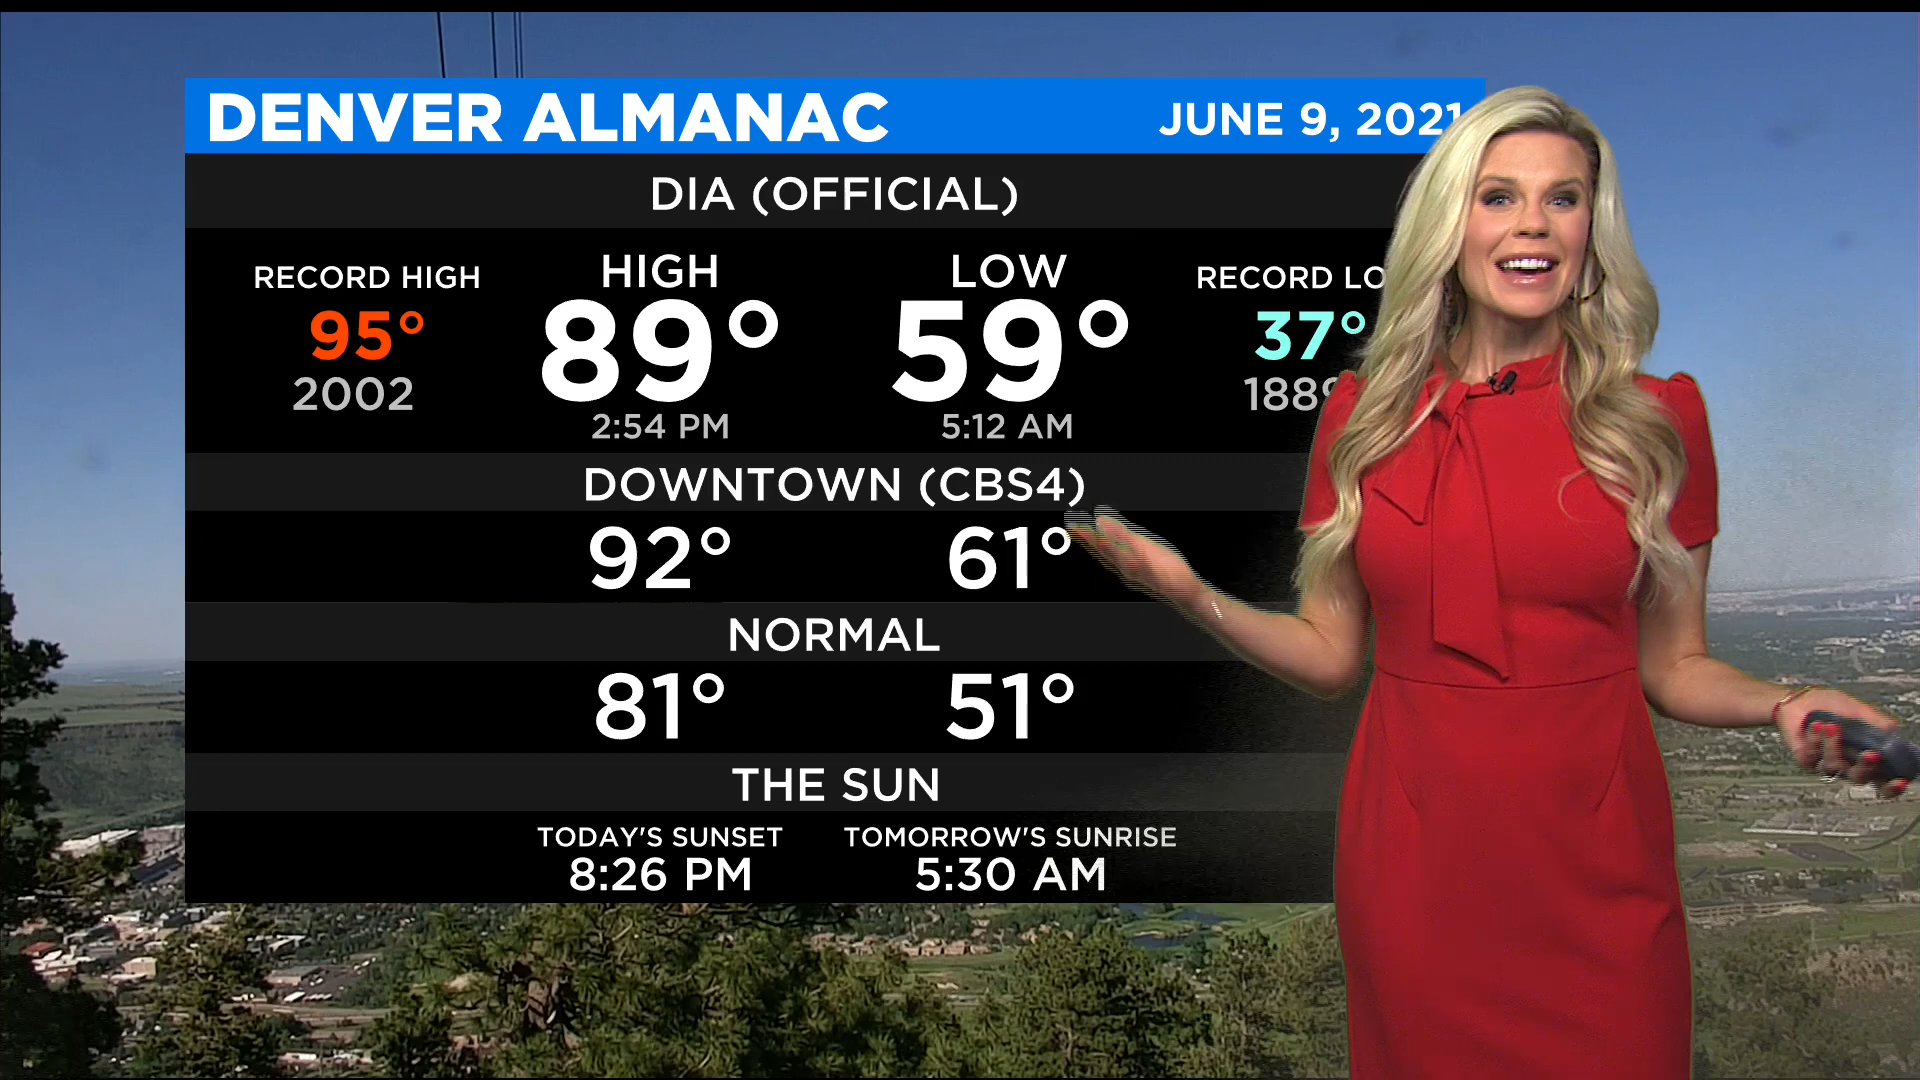 DENVER ALMANAC JUNE 9, 2021
DIA (OFFICIAL)
RECORD HIGH HIGH LOW RECORD LO
95° 89° 59° 37°
2002 2:54 PM 5:12 AM 1889
DOWNTOWN (CBS4)
92° 61°
NORMAL
81° 51°
THE SUN
TODAY'S SUNSET TOMORROW'S SUNRISE
8:26 PM 5:30 AM